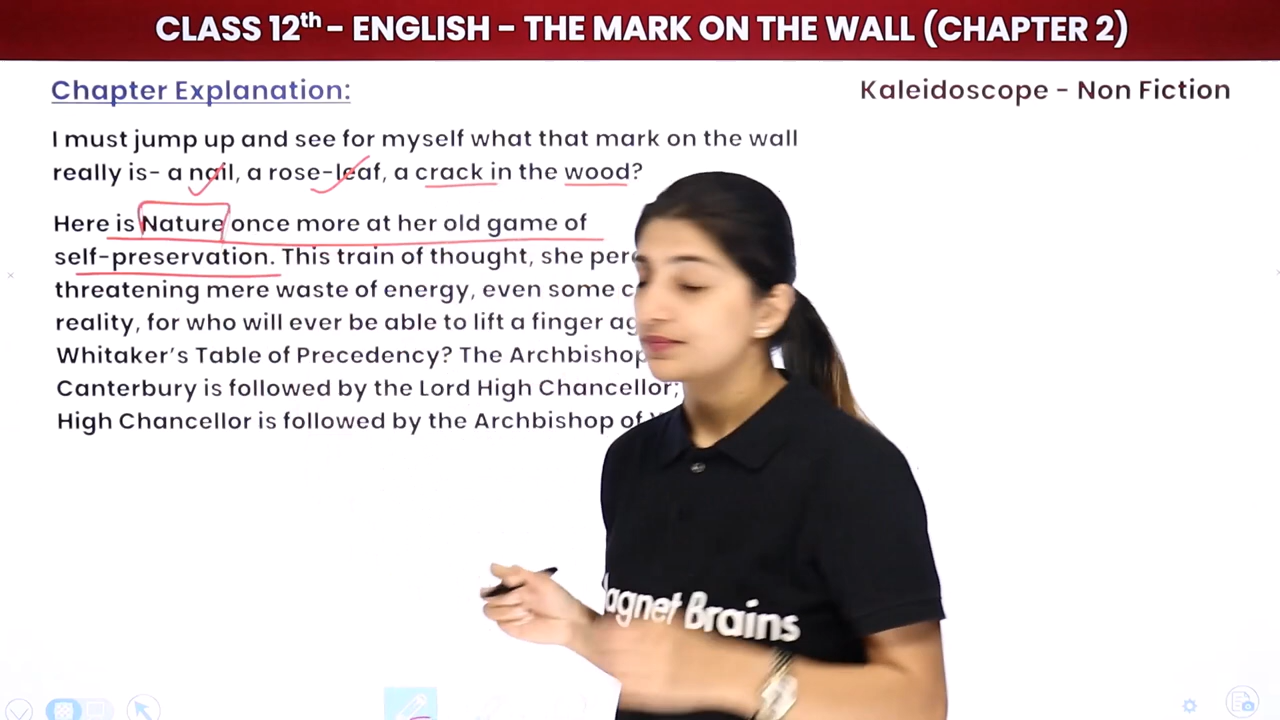 CLASS 12th - ENGLISH - THE MARK ON THE WALL (CHAPTER 2)
Chapter Explanation:
Kaleidoscope - Non Fiction
I must jump up and see for myself what that mark on the wall
really is- a nail, a rose-leaf, a crack in the wood?
Here is Nature once more at her old game of
self-preservation. This train of thought, she
threatening mere waste of energy, even some
reality, for who will ever be able to lift a finger
Whitaker's Table of Precedency? The Archbishop
Canterbury is followed by the Lord High Chancellor;
High Chancellor is followed by the Archbishop of
Magnet Brains